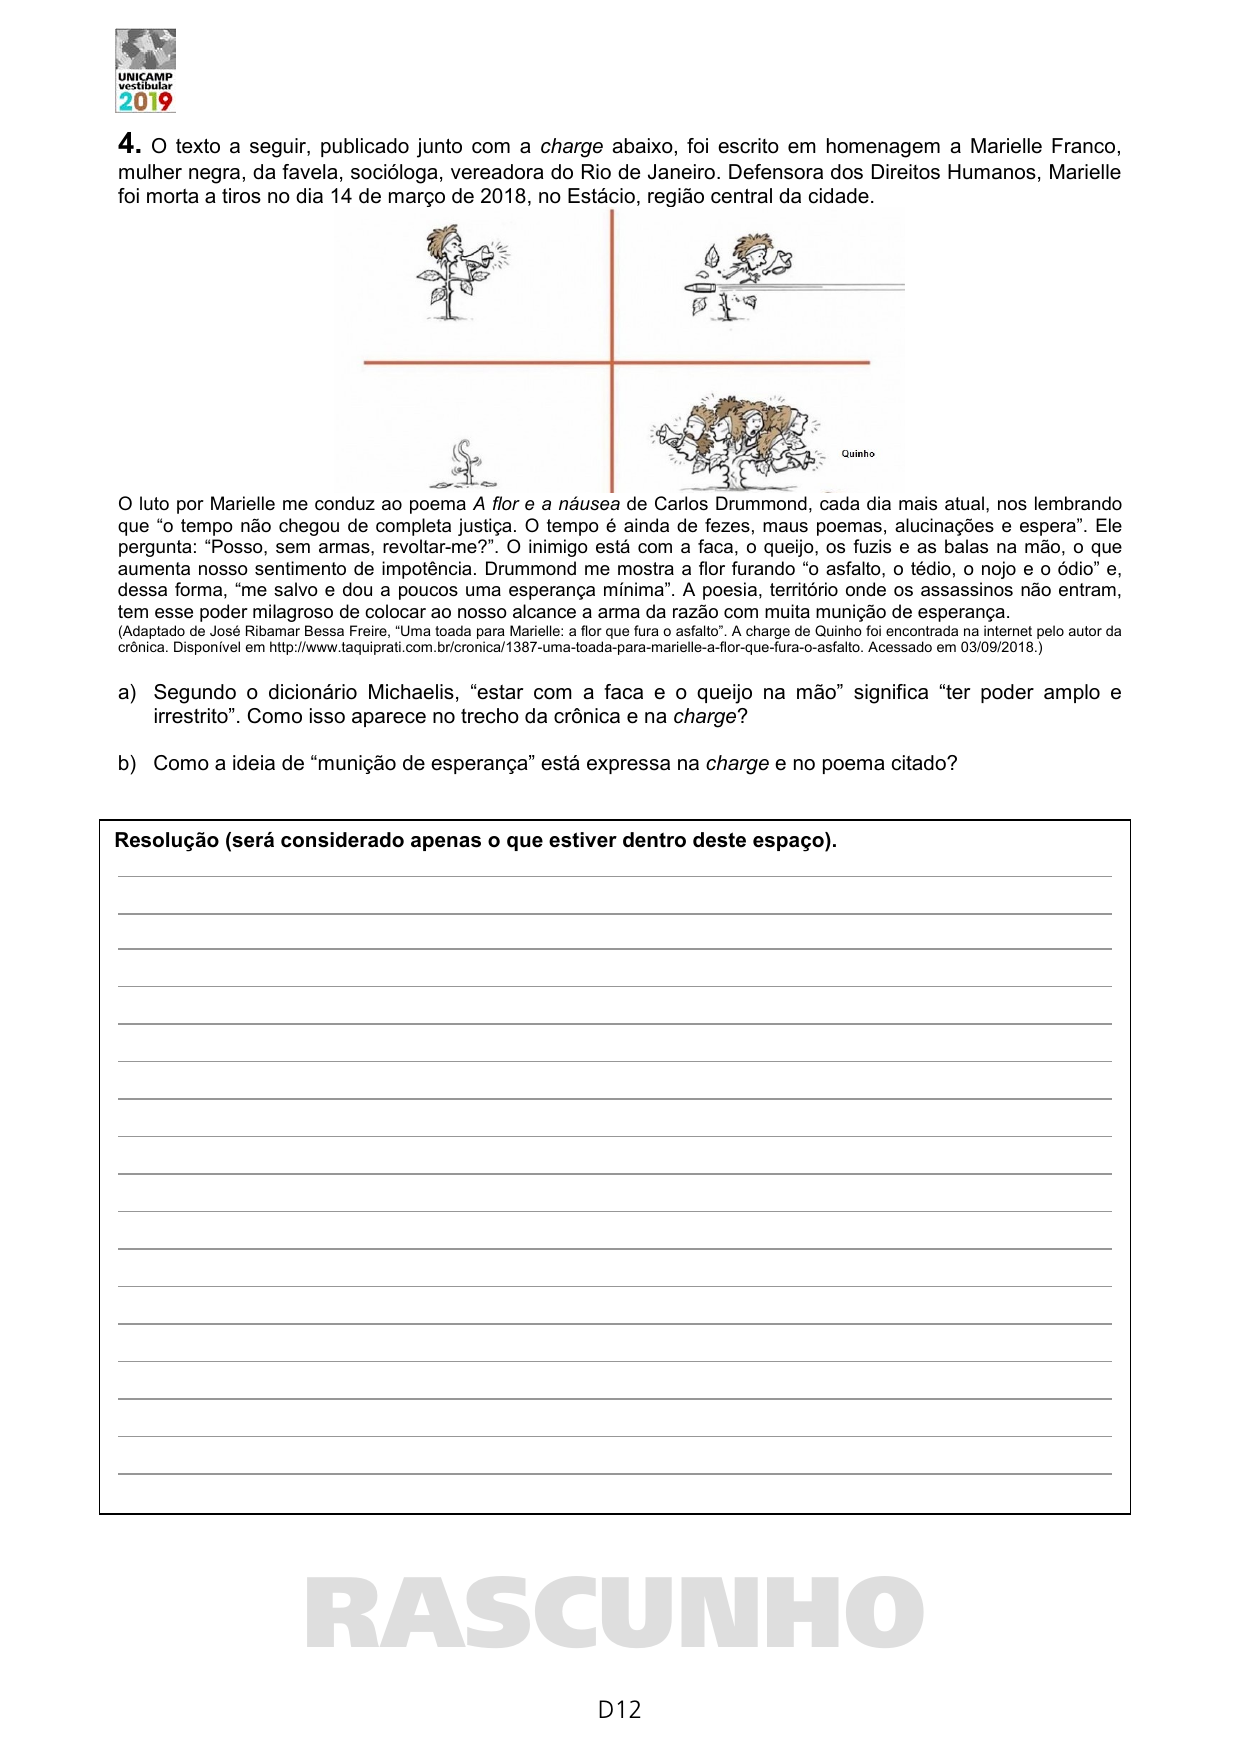 UNICAMP
vestibular
2019
4. O texto a seguir, publicado junto com a charge abaixo, foi escrito em homenagem a Marielle Franco,
mulher negra, da favela, socióloga, vereadora do Rio de Janeiro. Defensora dos Direitos Humanos, Marielle
foi morta a tiros no dia 14 de março de 2018, no Estácio, região central da cidade.
Quinho
O luto por Marielle me conduz ao poema A flor e a náusea de Carlos Drummond, cada dia mais atual, nos lembrando
que “o tempo não chegou de completa justiça. O tempo é ainda de fezes, maus poemas, alucinações e espera”. Ele
pergunta: “Posso, sem armas, revoltar-me?”. O inimigo está com a faca, o queijo, os fuzis e as balas na mão, o que
aumenta nosso sentimento de impotência. Drummond me mostra a flor furando “o asfalto, o tédio, o nojo e o ódio” e,
dessa forma, “me salvo e dou a poucos uma esperança mínima”. A poesia, território onde os assassinos não entram,
tem esse poder milagroso de colocar ao nosso alcance a arma da razão com muita munição de esperança.
(Adaptado de José Ribamar Bessa Freire, “Uma toada para Marielle: a flor que fura o asfalto”. A charge de Quinho foi encontrada na internet pelo autor da
crônica. Disponível em http://www.taquiprati.com.br/cronica/1387-uma-toada-para-marielle-a-flor-que-fura-o-asfalto. Acessado em 03/09/2018.)
a) Segundo o dicionário Michaelis, “estar com a faca e o queijo na mão” significa “ter poder amplo e
irrestrito”. Como isso aparece no trecho da crônica e na charge?
b) Como a ideia de “munição de esperança” está expressa na charge e no poema citado?
Resolução (será considerado apenas o que estiver dentro deste espaço).
RASCUNHO
D12